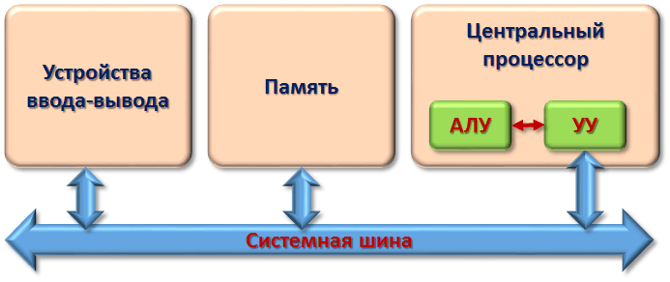 Устройства
ввода-вывода
Память
Центральный
процессор
АЛУ
УУ
Системная шина